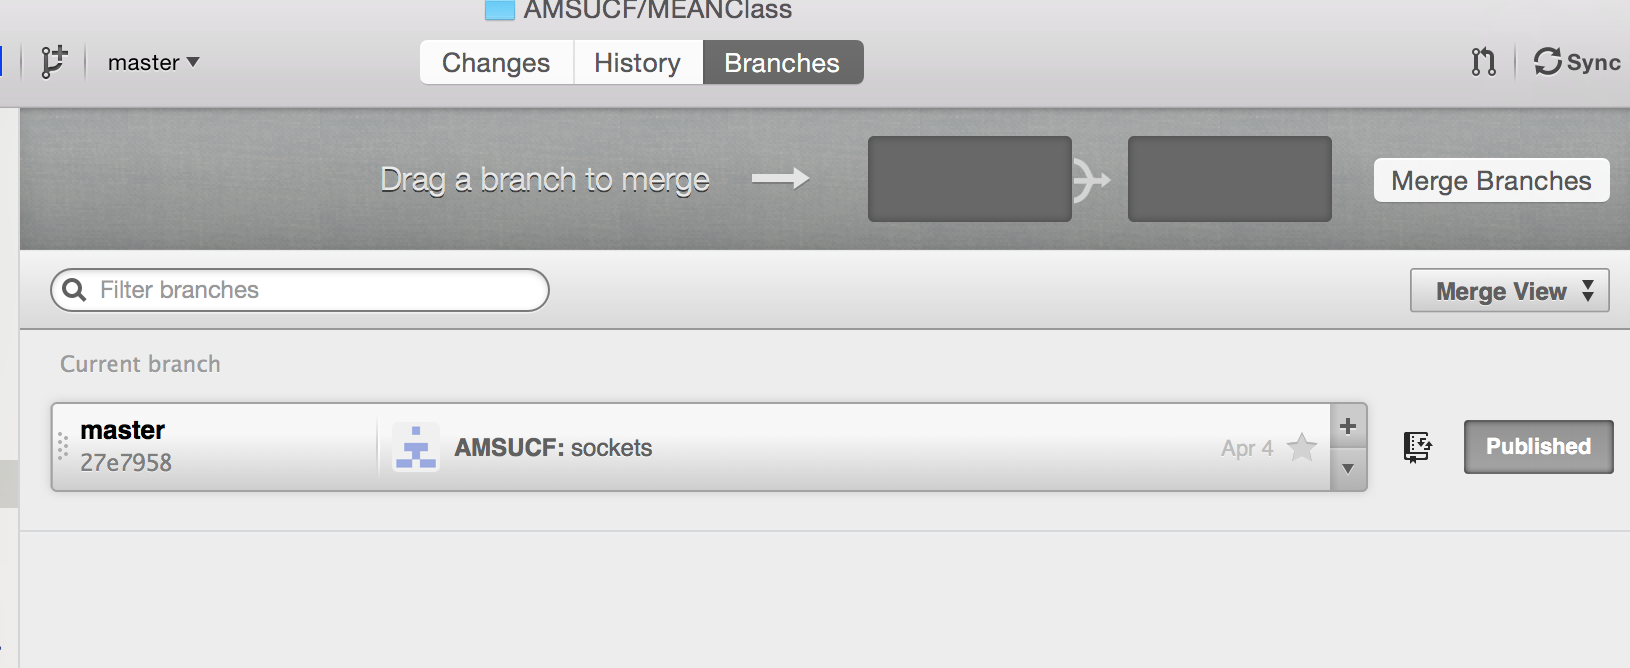 AMSUCF/MEANClass
master
Changes
History
Branches
Sync
Drag a branch to merge
Merge Branches
Filter branches
Merge View
Current branch
master
27e7958
AMSUCF: sockets
Apr 4
Published